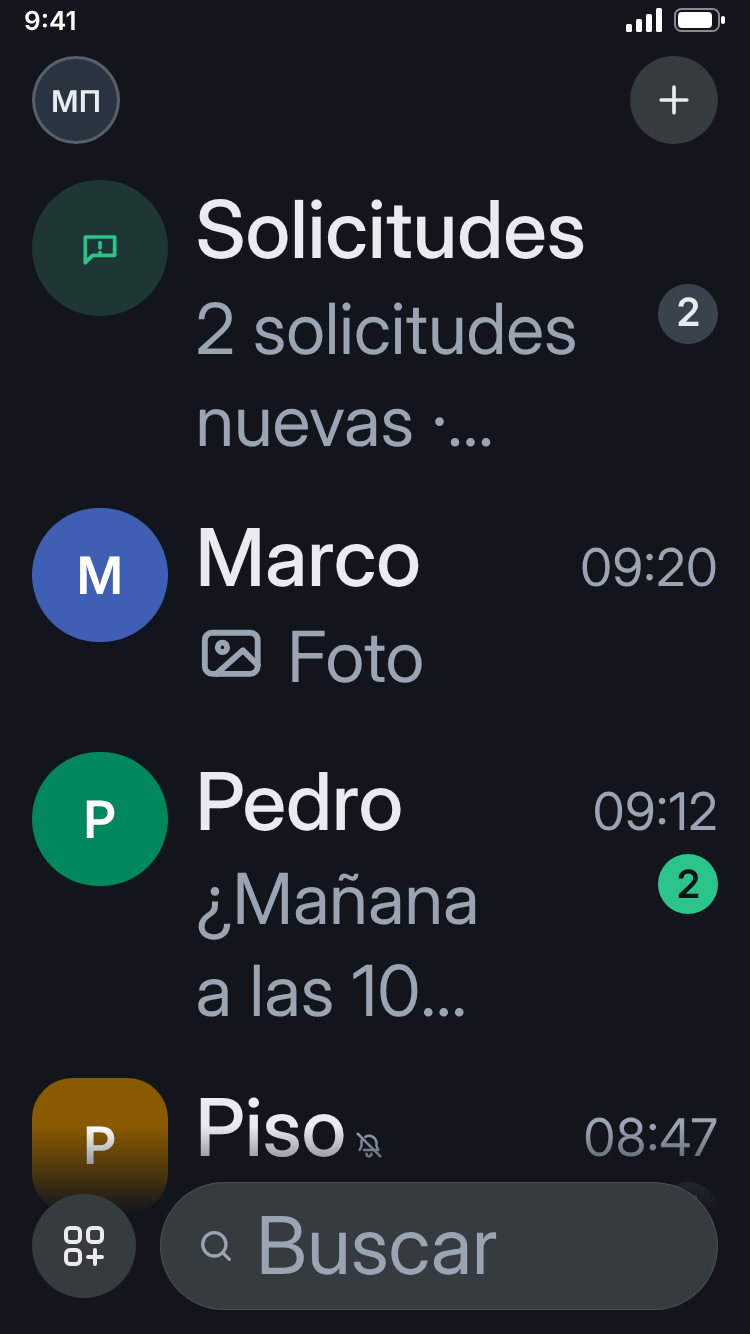 9:41
МП
Solicitudes
2 solicitudes
2
nuevas ·...
M
Marco
09:20
Foto
P
Pedro
09:12
¿Mañana
2
a las 10...
P
Piso
08:47
Buscar